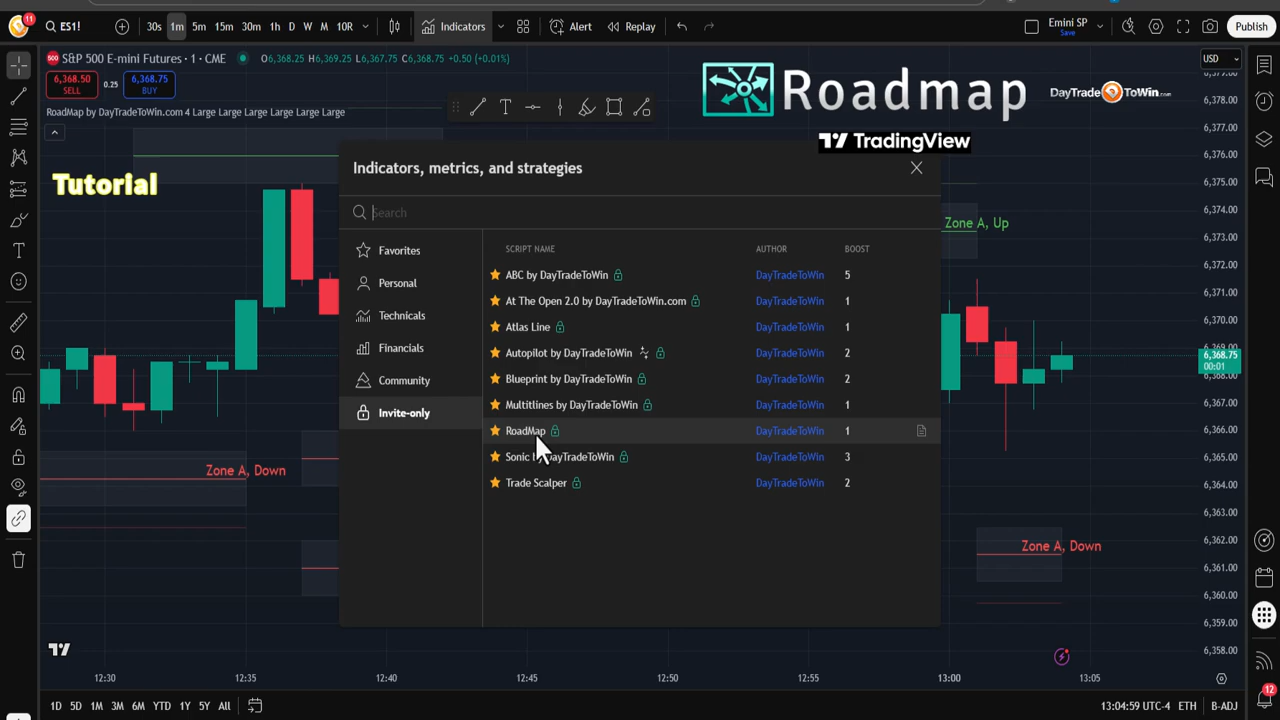 11
ES1!
30s
1m
5m
15m
30m
1h
D
W
M
10R
Indicators
Alert
Replay
Emini SP
Save
Publish
S&P 500 E-mini Futures · 1 · CME
O6,368.25 H6,369.25 L6,367.75 C6,368.75 +0.50 (+0.01%)
USD
6,368.50
SELL
0.25
6,368.75
BUY
RoadMap by DayTradeToWin.com 4 Large Large Large Large Large Large
Roadmap
DayTradeToWin.com
TradingView
Tutorial
Indicators, metrics, and strategies
Search
Favorites
Personal
Technicals
Financials
Community
Invite-only
SCRIPT NAME AUTHOR BOOST
ABC by DayTradeToWin DayTradeToWin 5
At The Open 2.0 by DayTradeToWin.com DayTradeToWin 1
Atlas Line DayTradeToWin 1
Autopilot by DayTradeToWin DayTradeToWin 2
Blueprint by DayTradeToWin DayTradeToWin 2
Multitlines by DayTradeToWin DayTradeToWin 1
RoadMap DayTradeToWin 1
Sonic DayTradeToWin DayTradeToWin 3
Trade Scalper DayTradeToWin 2
Zone A, Up
Zone A, Down
Zone A, Down
6,378.00
6,377.00
6,376.00
6,375.00
6,374.00
6,373.00
6,372.00
6,371.00
6,370.00
6,368.75
00:01
6,367.00
6,366.00
6,365.00
6,364.00
6,363.00
6,362.00
6,361.00
6,360.00
6,359.00
6,358.00
12:30
12:35
12:40
12:45
12:50
12:55
13:00
13:05
1D 5D 1M 3M 6M YTD 1Y 5Y All
13:04:59 UTC-4 ETH B-ADJ
12